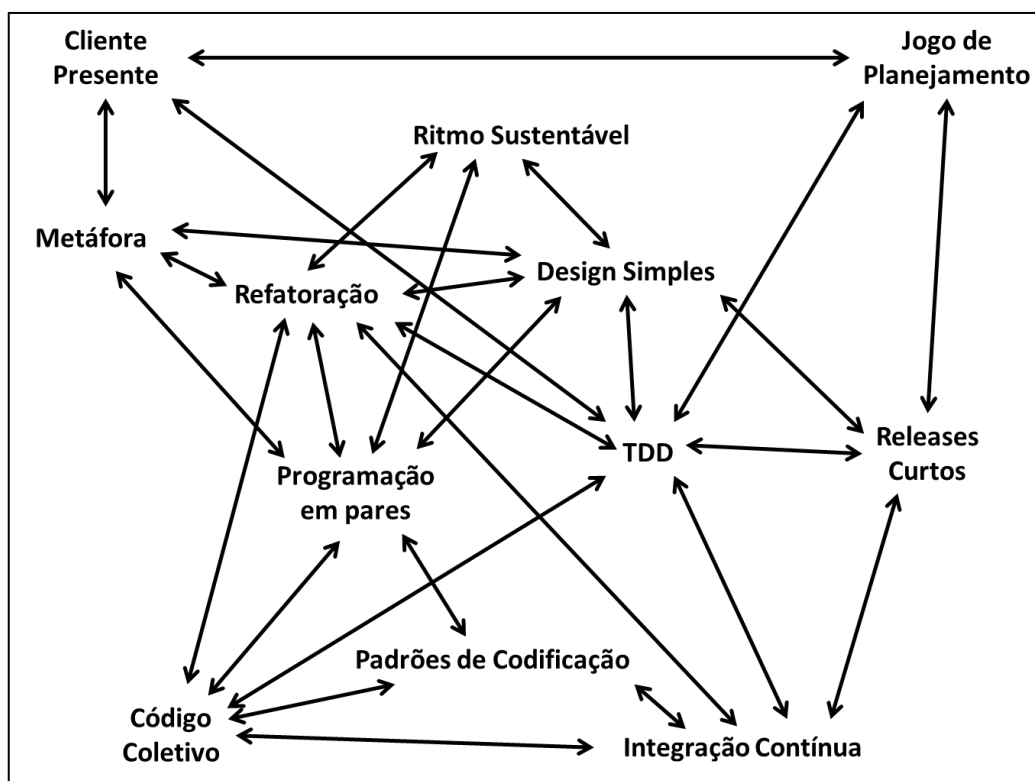 Cliente
Presente
Jogo de
Planejamento
Ritmo Sustentável
Metáfora
Design Simples
Refatoração
TDD
Releases
Curtos
Programação
em pares
Padrões de Codificação
Código
Coletivo
Integração Contínua